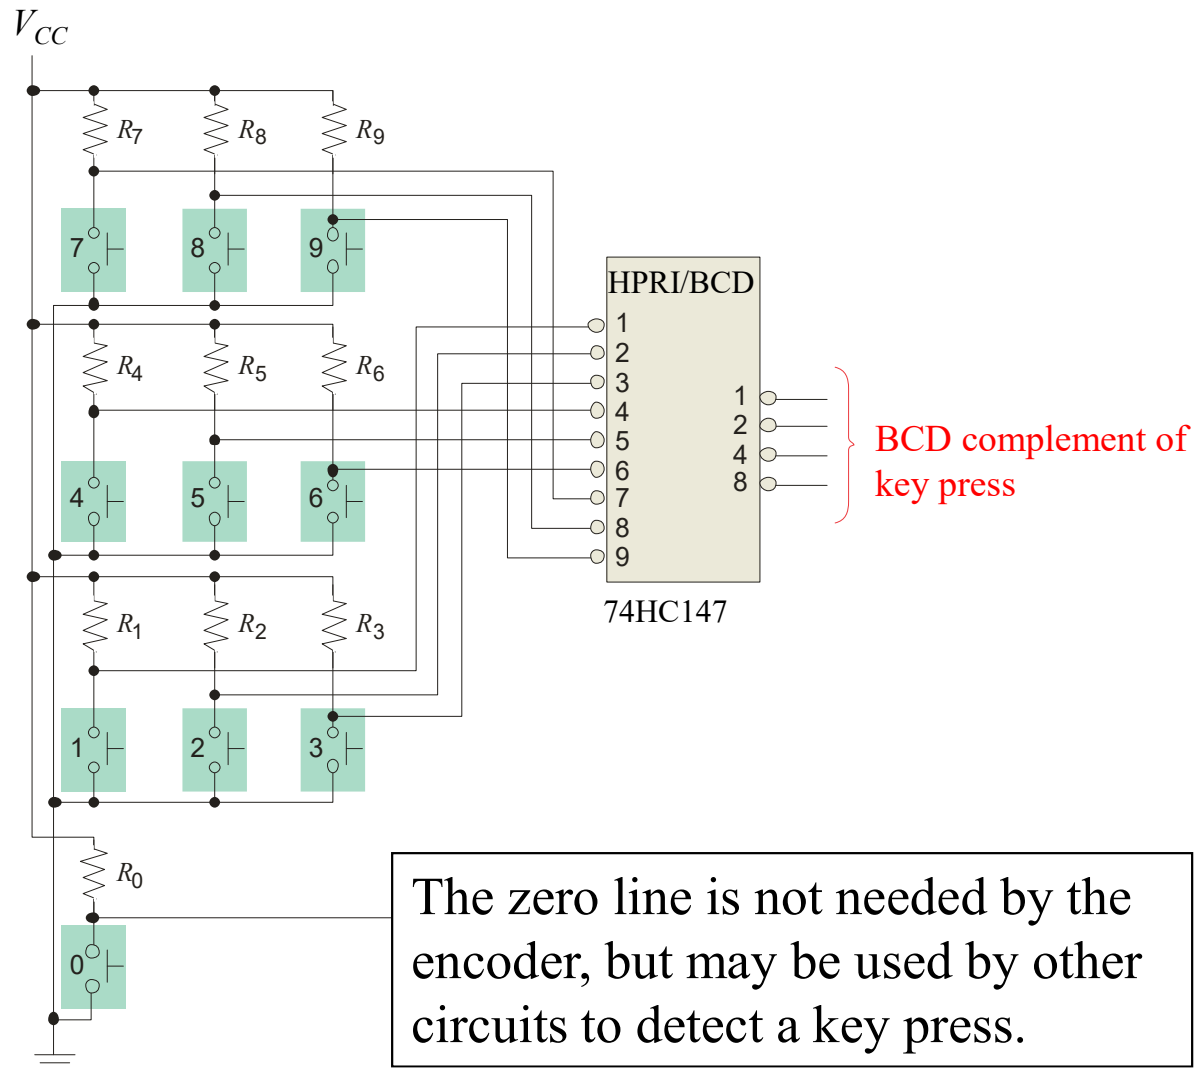 V_CC
R7 R8 R9
7 8 9
HPRI/BCD
1
2
3
4
5
6
7
8
9
1
2
4
8
BCD complement of
key press
74HC147
R4 R5 R6
4 5 6
R1 R2 R3
1 2 3
R0
0
The zero line is not needed by the
encoder, but may be used by other
circuits to detect a key press.